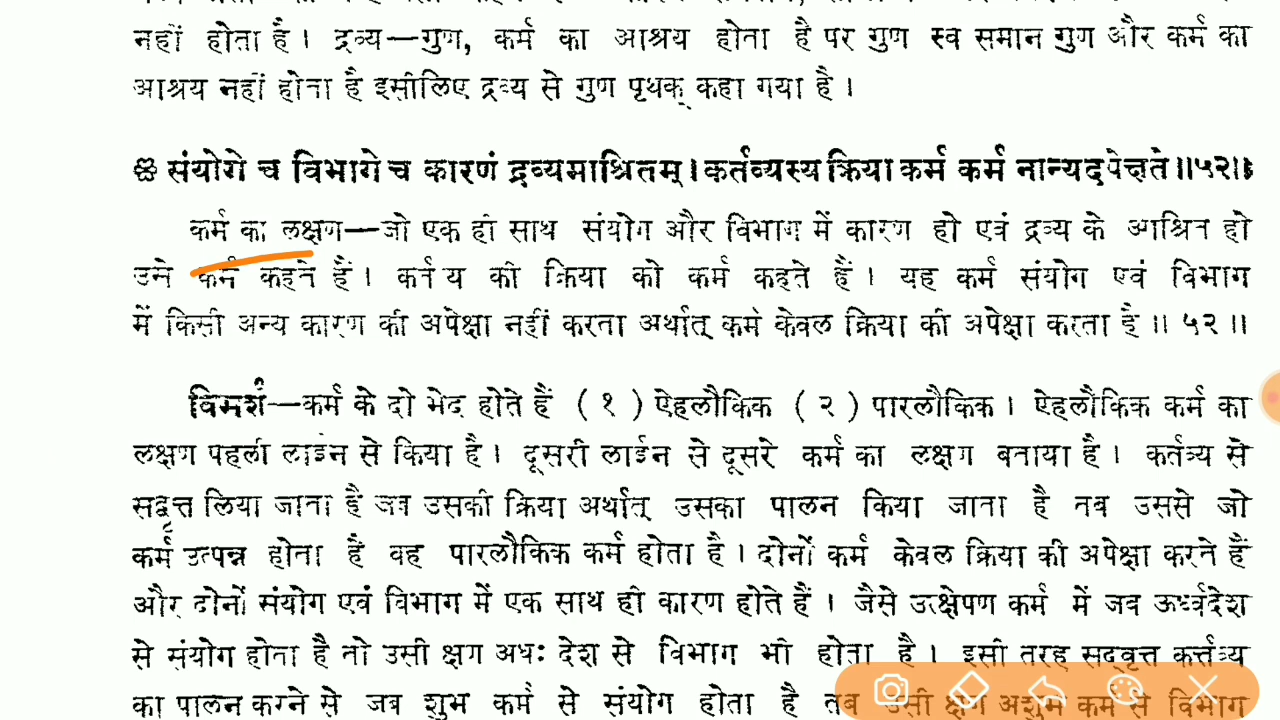 नहीं होता है। द्रव्य—गुण, कर्म का आश्रय होता है पर गुण स्व समान गुण और कर्म का
आश्रय नहीं होता है इसीलिए द्रव्य से गुण पृथक् कहा गया है।
संयोगे च विभागे च कारणं द्रव्यमाश्रितम्। कर्तव्यस्य क्रिया कर्म कर्म नान्यदपेक्षते॥५२॥
कर्म का लक्षण—जो एक ही साथ संयोग और विभाग में कारण हो एवं द्रव्य के आश्रित हो
उसे कर्म कहते हैं। कर्तव्य की क्रिया को कर्म कहते हैं। यह कर्म संयोग एवं विभाग
में किसी अन्य कारण की अपेक्षा नहीं करता अर्थात् कर्म केवल क्रिया की अपेक्षा करता है॥ ५२॥
विमर्श—कर्म के दो भेद होते हैं (१) ऐहलौकिक (२) पारलौकिक। ऐहलौकिक कर्म का
लक्षण पहली लाईन से किया है। दूसरी लाईन से दूसरे कर्म का लक्षण बताया है। कर्तव्य से
सद्वृत्त लिया जाता है जब उसकी क्रिया अर्थात् उसका पालन किया जाता है तब उससे जो
कर्म उत्पन्न होता है वह पारलौकिक कर्म होता है। दोनों कर्म केवल क्रिया की अपेक्षा करते हैं
और दोनों संयोग एवं विभाग में एक साथ ही कारण होते हैं। जैसे उत्क्षेपण कर्म में जब ऊर्ध्वदेश
से संयोग होता है तो उसी क्षण अधः देश से विभाग भी होता है। इसी तरह सद्वृत्त कर्त्तव्य
का पालन करने से जब शुभ कर्म से संयोग होता है तब उसी क्षण अशुभ कर्म से विभाग